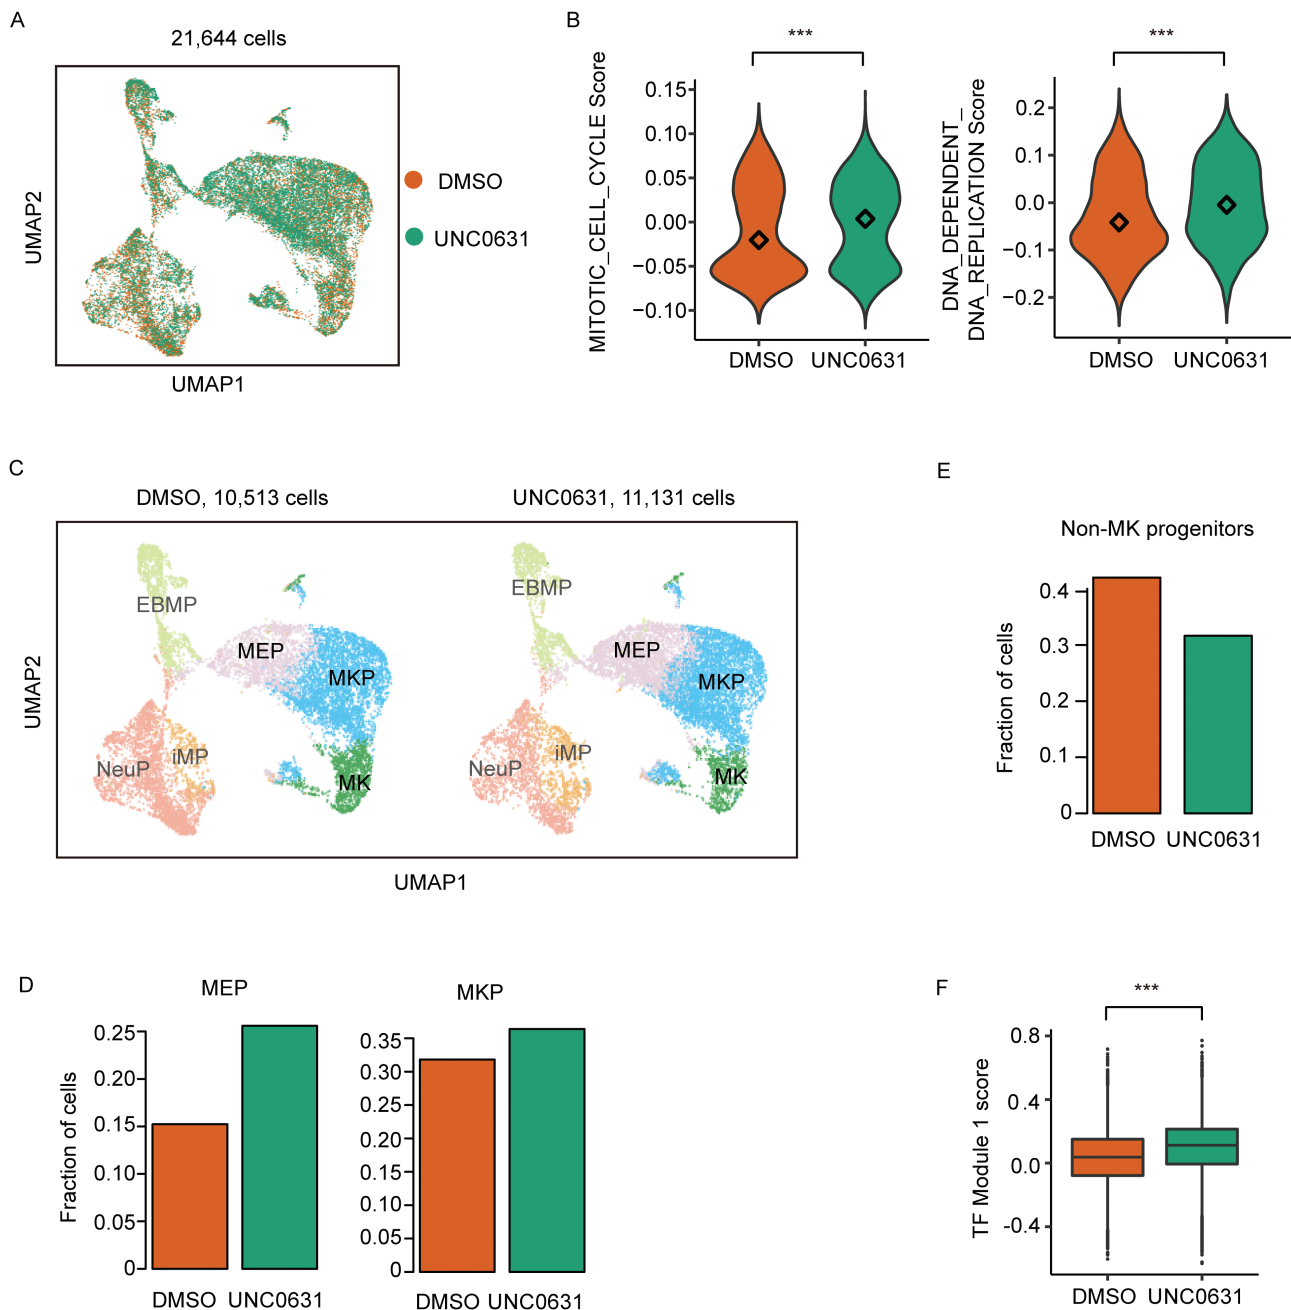 A
21,644 cells
UMAP2
UMAP1
DMSO
UNC0631
B
***
MITOTIC_CELL_CYCLE Score
0.15
0.10
0.05
0.00
−0.05
−0.10
DMSO UNC0631
***
DNA_DEPENDENT_
DNA_REPLICATION Score
0.2
0.1
0.0
−0.1
−0.2
DMSO UNC0631
C
DMSO, 10,513 cells
UNC0631, 11,131 cells
UMAP2
EBMP
MEP
MKP
NeuP
iMP
MK
EBMP
MEP
MKP
NeuP
iMP
MK
UMAP1
E
Non-MK progenitors
Fraction of cells
0.4
0.3
0.2
0.1
0
DMSO UNC0631
D
MEP
Fraction of cells
0.25
0.20
0.15
0.10
0.05
0
DMSO UNC0631
MKP
0.35
0.30
0.25
0.20
0.15
0.10
0.05
0
DMSO UNC0631
F
***
TF Module 1 score
0.8
0.4
0.0
-0.4
DMSO UNC0631